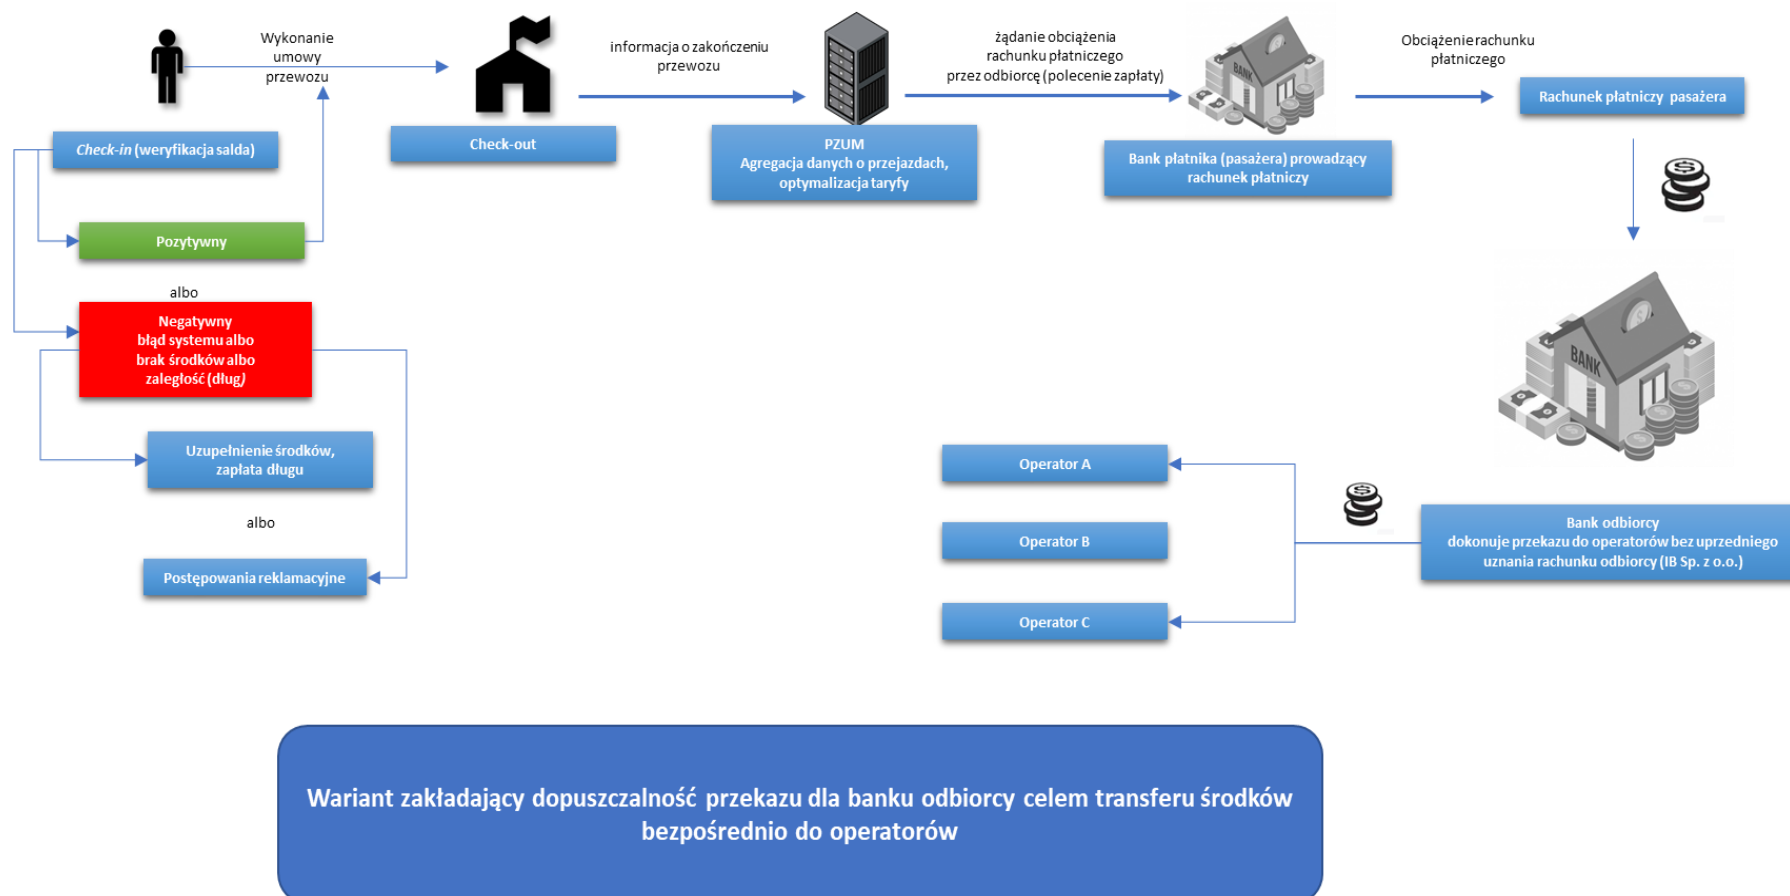 Wykonanie
umowy
przewozu
informacja o zakończeniu
przewozu
żądanie obciążenia
rachunku płatniczego
przez odbiorcę (polecenie zapłaty)
Obciążenie rachunku
płatniczego
BANK
Rachunek płatniczy pasażera
Check-in (weryfikacja salda)
Check-out
PZUM
Agregacja danych o przejazdach,
optymalizacja taryfy
Bank płatnika (pasażera) prowadzący
rachunek płatniczy
Pozytywny
albo
Negatywny
błąd systemu albo
brak środków albo
zaległość (dług)
BANK
Uzupełnienie środków,
zapłata długu
albo
Postępowania reklamacyjne
Operator A
Operator B
Operator C
Bank odbiorcy
dokonuje przekazu do operatorów bez uprzedniego
uznania rachunku odbiorcy (IB Sp. z o.o.)
Wariant zakładający dopuszczalność przekazu dla banku odbiorcy celem transferu środków
bezpośrednio do operatorów